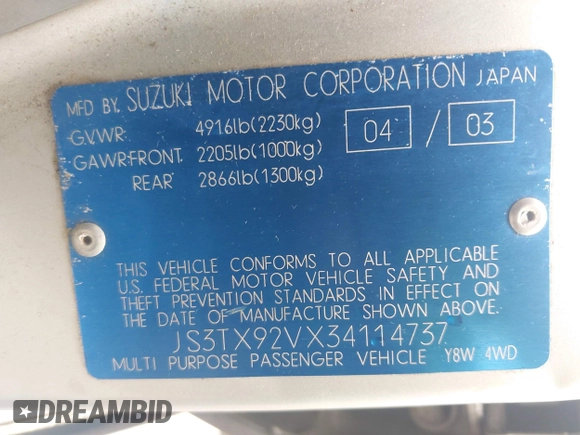 MFD BY SUZUKI MOTOR CORPORATION JAPAN
G.V.W.R. 4916lb(2230kg) 04 / 03
GAWR:FRONT 2205lb(1000kg)
REAR 2866lb(1300kg)
THIS VEHICLE CONFORMS TO ALL APPLICABLE
U.S. FEDERAL MOTOR VEHICLE SAFETY AND
THEFT PREVENTION STANDARDS IN EFFECT ON
THE DATE OF MANUFACTURE SHOWN ABOVE.
JS3TX92VX34114737
MULTI PURPOSE PASSENGER VEHICLE Y8W 4WD
DREAMBID